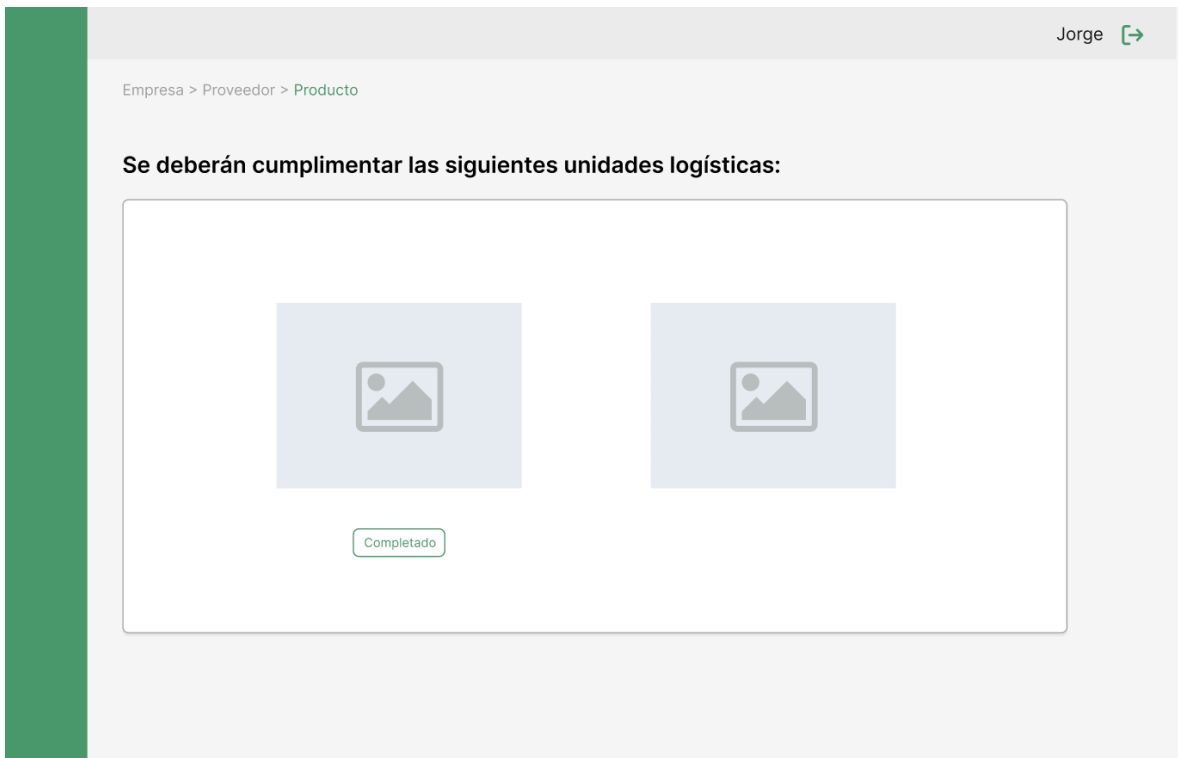 Jorge
Empresa > Proveedor > Producto
Se deberán cumplimentar las siguientes unidades logísticas:
Completado